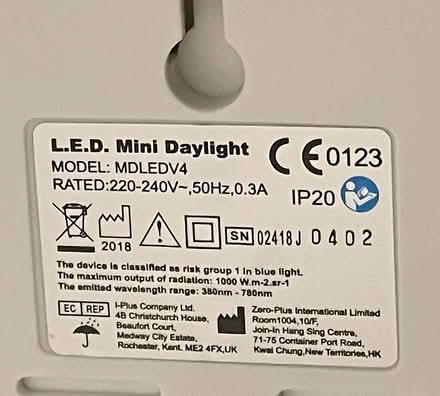 L.E.D. Mini Daylight
CE0123
MODEL: MDLEDV4
RATED:220-240V~,50Hz,0.3A
IP20
2018
SN 02418J 0402
The device is classified as risk group 1 in blue light.
The maximum output of radiation: 1000 W.m-2.sr-1
The emitted wavelength range: 380nm - 780nm
EC REP
I-Plus Company Ltd.
4B Christchurch House,
Beaufort Court,
Medway City Estate,
Rochester, Kent. ME2 4FX,UK
Zero-Plus International Limited
Room1004,10/F,
Join-In Hang Sing Centre,
71-75 Container Port Road,
Kwai Chung,New Territories,HK